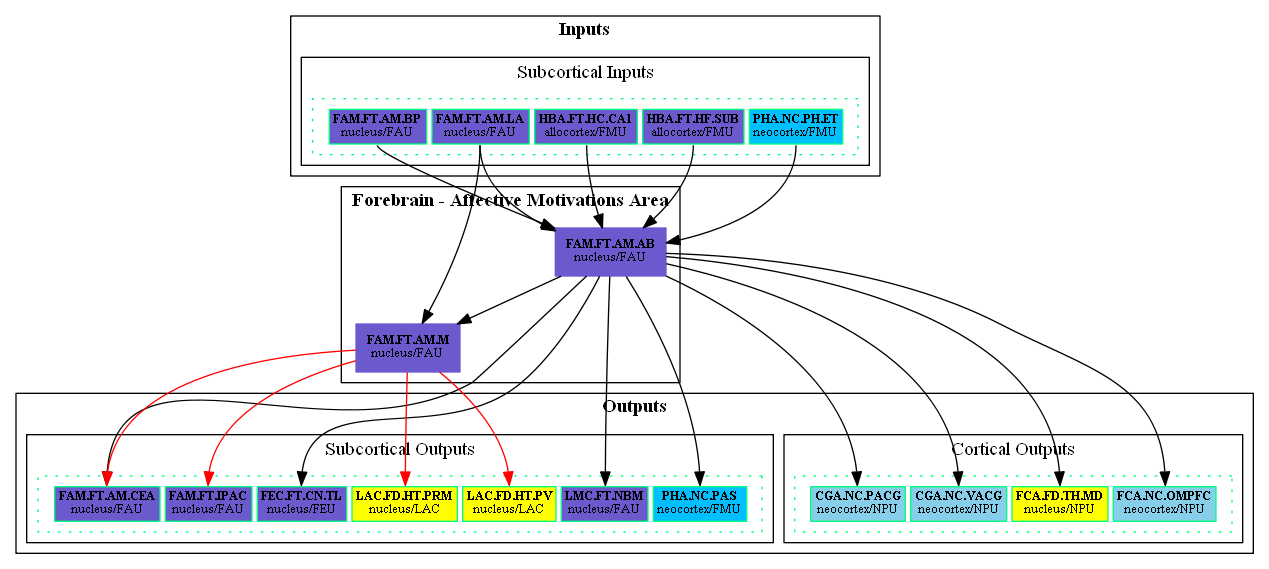 Inputs
Subcortical Inputs
FAM.FT.AM.BP
nucleus/FAU
FAM.FT.AM.LA
nucleus/FAU
HBA.FT.HC.CA1
allocortex/FMU
HBA.FT.HF.SUB
allocortex/FMU
PHA.NC.PH.ET
neocortex/FMU
Forebrain - Affective Motivations Area
FAM.FT.AM.AB
nucleus/FAU
FAM.FT.AM.M
nucleus/FAU
Outputs
Subcortical Outputs
FAM.FT.AM.CEA
nucleus/FAU
FAM.FT.IPAC
nucleus/FAU
FEC.FT.CN.TL
nucleus/FEU
LAC.FD.HT.PRM
nucleus/LAC
LAC.FD.HT.PV
nucleus/LAC
LMC.FT.NBM
nucleus/FAU
PHA.NC.PAS
neocortex/FMU
Cortical Outputs
CGA.NC.PACG
neocortex/NPU
CGA.NC.VACG
neocortex/NPU
FCA.FD.TH.MD
nucleus/NPU
FCA.NC.OMPFC
neocortex/NPU